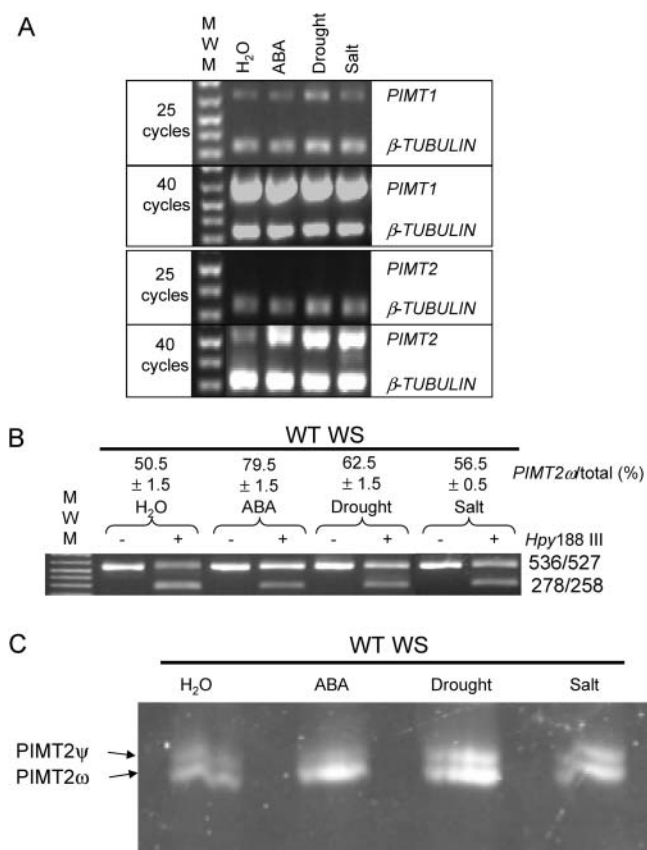 A
M W M
H₂O
ABA
Drought
Salt
25 cycles
PIMT1
β-TUBULIN
40 cycles
PIMT1
β-TUBULIN
25 cycles
PIMT2
β-TUBULIN
40 cycles
PIMT2
β-TUBULIN
B
WT WS
50.5 ± 1.5
79.5 ± 1.5
62.5 ± 1.5
56.5 ± 0.5
PIMT2ω/total (%)
M W M
H₂O
ABA
Drought
Salt
- + - + - + - + Hpy188 III
536/527
278/258
C
WT WS
H₂O
ABA
Drought
Salt
PIMT2ψ
PIMT2ω